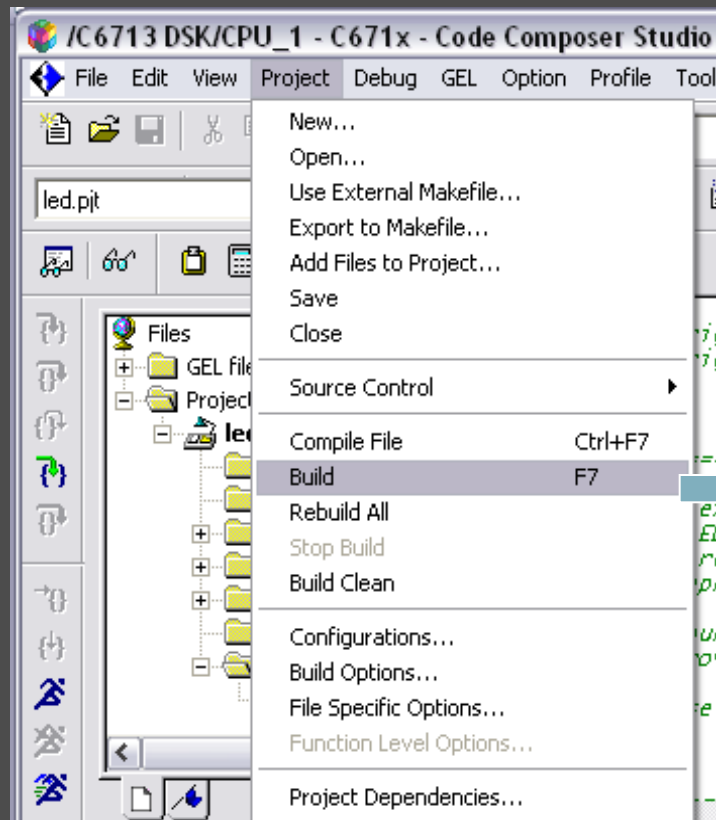 /C6713 DSK/CPU_1 - C671x - Code Composer Studio
File Edit View Project Debug GEL Option Profile Tool
led.pjt
New...
Open...
Use External Makefile...
Export to Makefile...
Add Files to Project...
Save
Close
Source Control
Compile File Ctrl+F7
Build F7
Rebuild All
Stop Build
Build Clean
Configurations...
Build Options...
File Specific Options...
Function Level Options...
Project Dependencies...
Files
GEL file
Project
le